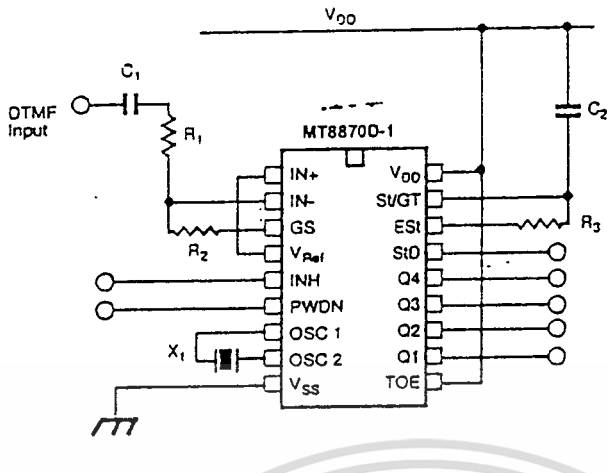 VDD
C1
DTMF
Input
R1
C2
MT8870D-1
IN+
IN-
GS
VRef
INH
PWDN
OSC 1
OSC 2
VSS
VDD
St/GT
ESt
StD
Q4
Q3
Q2
Q1
TOE
R2
R3
X1